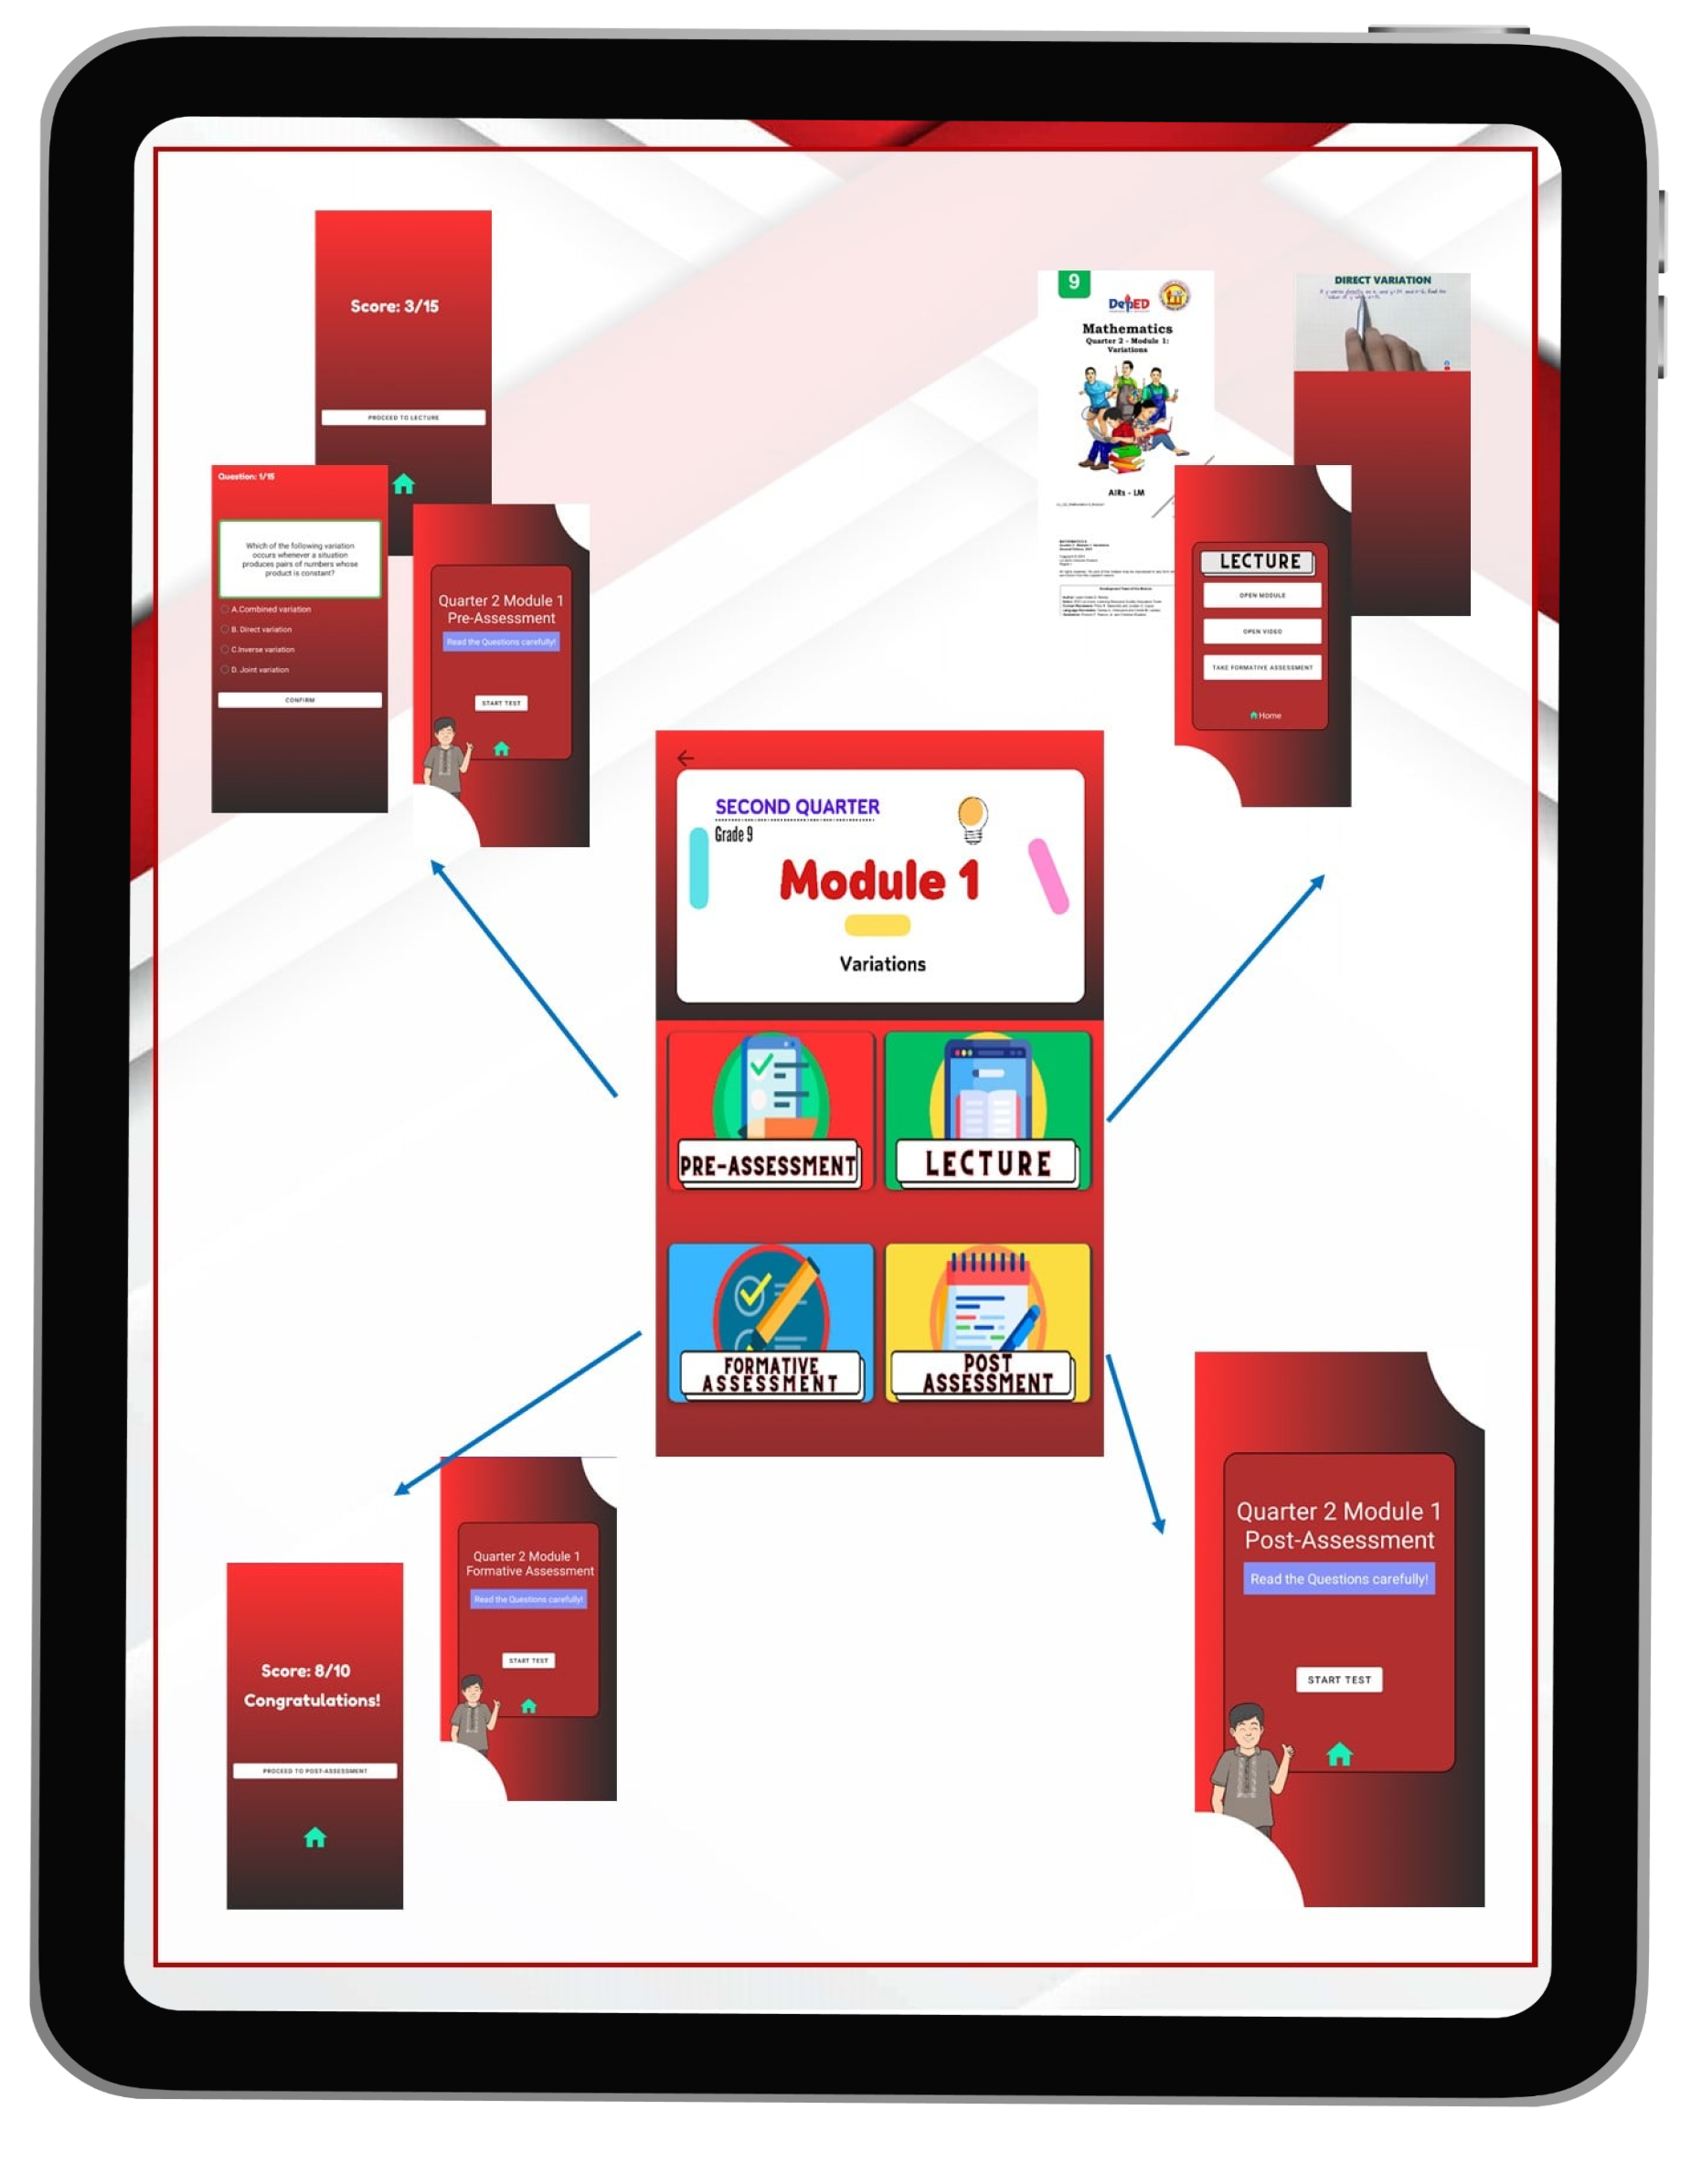 Score: 3/15
PROCEED TO LECTURE
Question: 1/15
Which of the following variation
occurs whenever a situation
produces pairs of numbers whose
product is constant?
A.Combined variation
B. Direct variation
C.Inverse variation
D. Joint variation
CONFIRM
Quarter 2 Module 1
Pre-Assessment
Read the Questions carefully!
START TEST
9
DepED
Mathematics
Quarter 2 - Module 1:
Variations
AIRs - LM
DIRECT VARIATION
LECTURE
OPEN MODULE
OPEN VIDEO
TAKE FORMATIVE ASSESSMENT
Home
SECOND QUARTER
Grade 9
Module 1
Variations
PRE-ASSESSMENT
LECTURE
FORMATIVE
ASSESSMENT
POST
ASSESSMENT
Quarter 2 Module 1
Formative Assessment
Read the Questions carefully!
START TEST
Score: 8/10
Congratulations!
PROCEED TO POST-ASSESSMENT
Quarter 2 Module 1
Post-Assessment
Read the Questions carefully!
START TEST